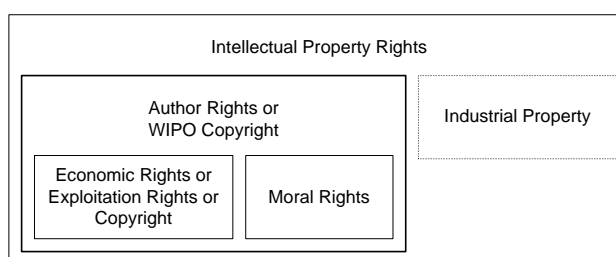 Intellectual Property Rights
Author Rights or
WIPO Copyright
Industrial Property
Economic Rights or
Exploitation Rights or
Copyright
Moral Rights